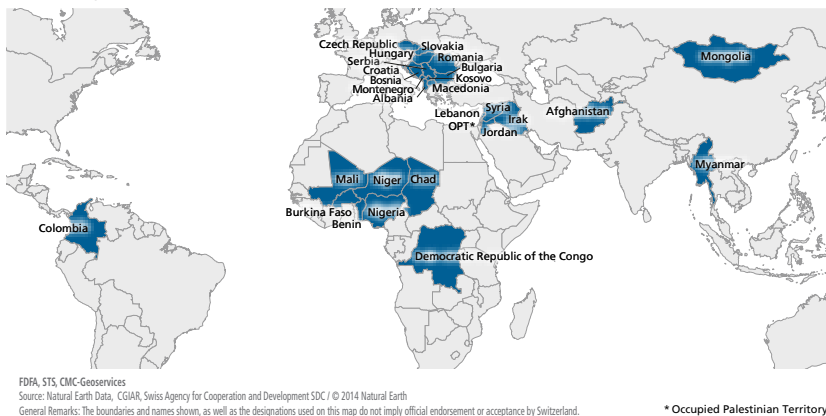 Czech Republic
Slovakia
Hungary
Romania
Serbia
Bulgaria
Croatia
Kosovo
Bosnia
Macedonia
Montenegro
Albania
Mongolia
Lebanon
Syria
Afghanistan
OPT*
Irak
Jordan
Myanmar
Mali
Niger
Chad
Burkina Faso
Nigeria
Benin
Colombia
Democratic Republic of the Congo
FDFA, STS, CMC-Geoservices
Source: Natural Earth Data, CGIAR, Swiss Agency for Cooperation and Development SDC / © 2014 Natural Earth
General Remarks: The boundaries and names shown, as well as the designations used on this map do not imply official endorsement or acceptance by Switzerland.
* Occupied Palestinian Territory